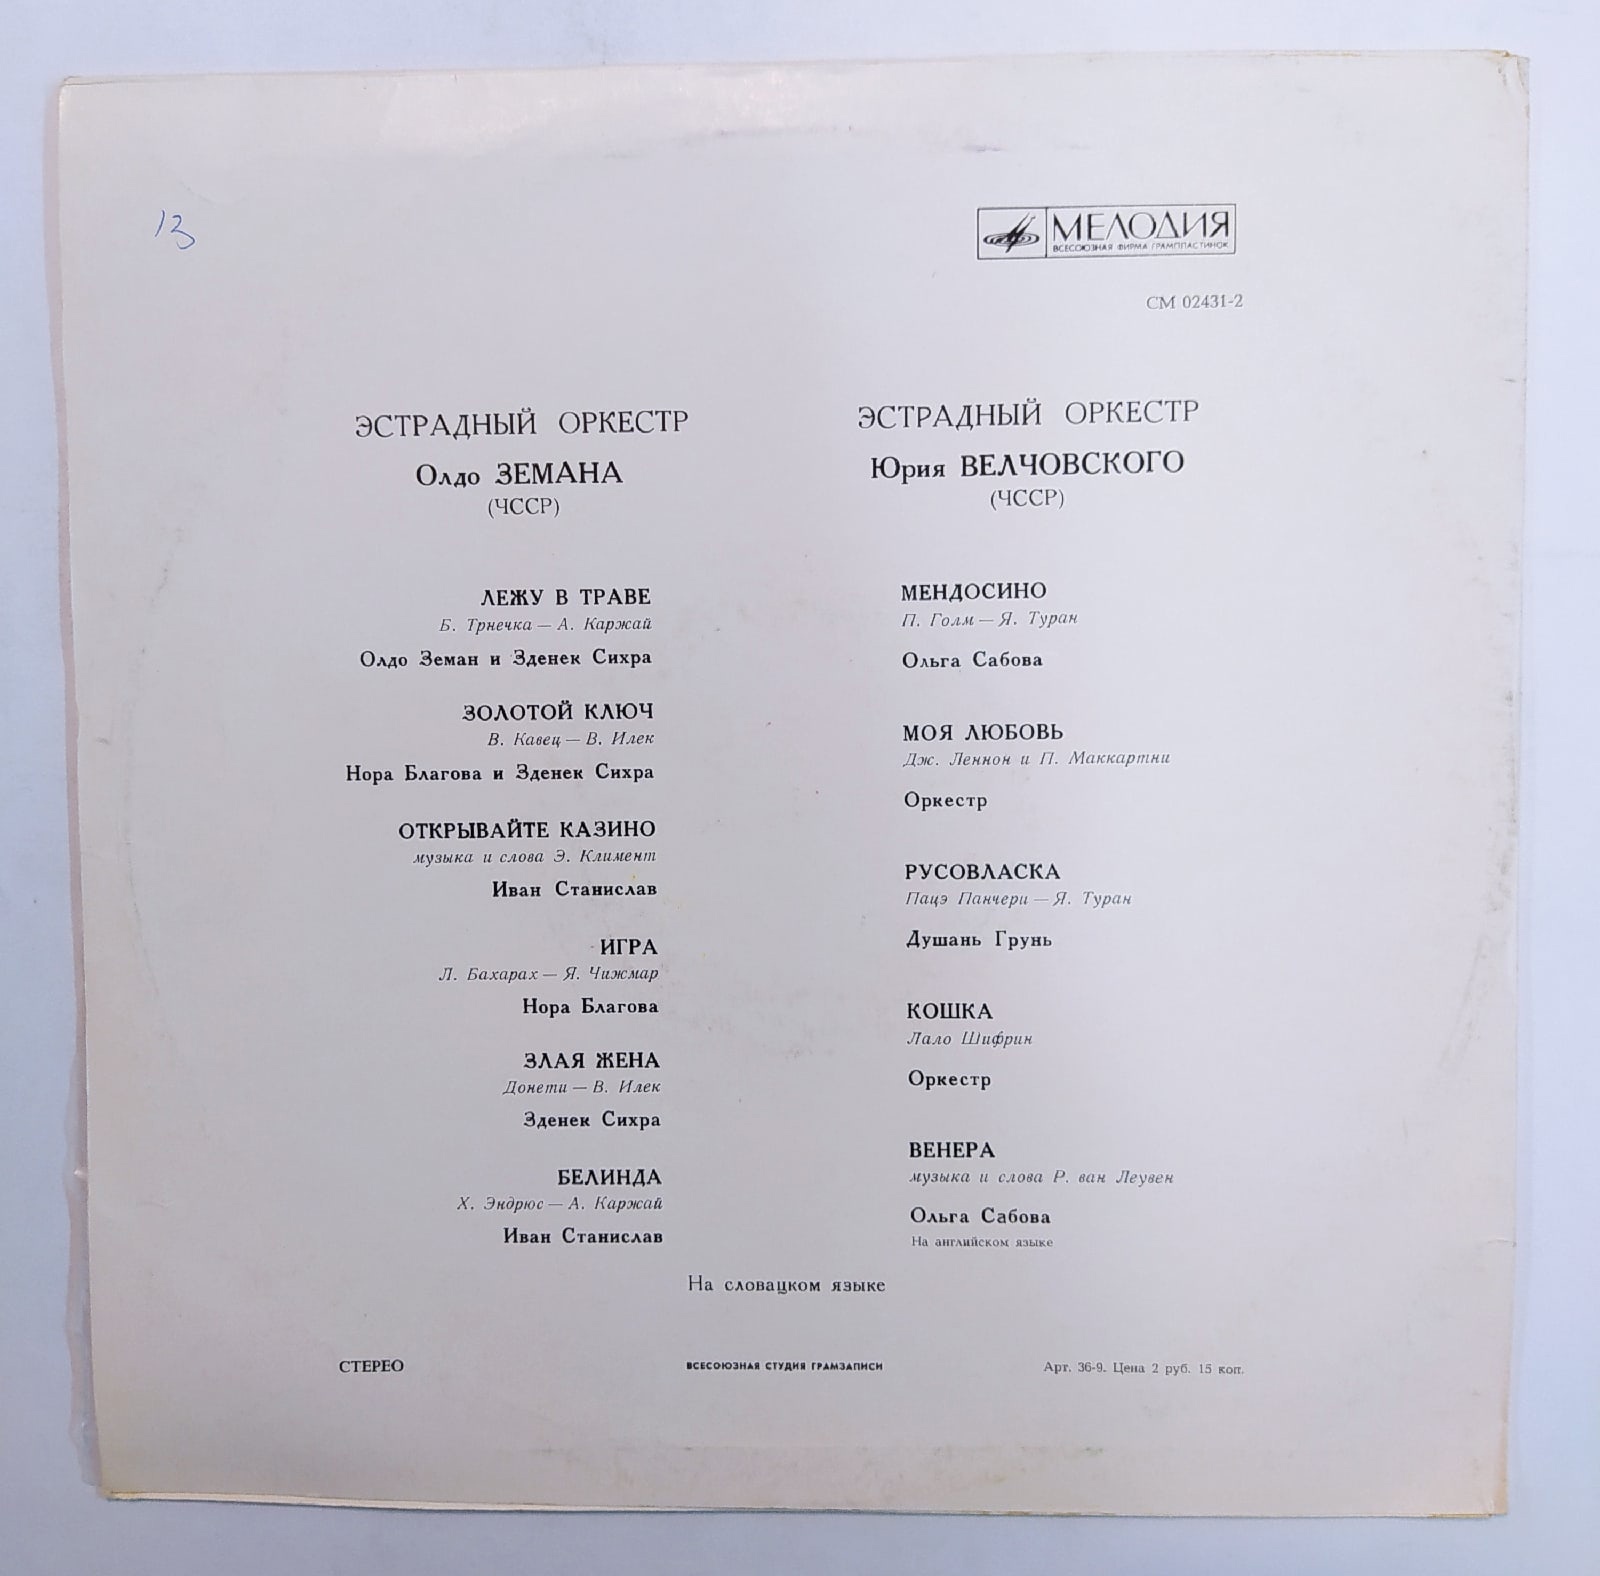 13
МЕЛОДИЯ
ВСЕСОЮЗНАЯ ФИРМА ГРАМПЛАСТИНОК
СМ 02431-2
ЭСТРАДНЫЙ ОРКЕСТР
Олдо ЗЕМАНА
(ЧССР)
ЛЕЖУ В ТРАВЕ
Б. Трнечка — А. Каржай
Олдо Земан и Зденек Сихра
ЗОЛОТОЙ КЛЮЧ
В. Кавец — В. Илек
Нора Благова и Зденек Сихра
ОТКРЫВАЙТЕ КАЗИНО
музыка и слова Э. Климент
Иван Станислав
ИГРА
Л. Бахарах — Я. Чижмар
Нора Благова
ЗЛАЯ ЖЕНА
Донети — В. Илек
Зденек Сихра
БЕЛИНДА
Х. Эндрюс — А. Каржай
Иван Станислав
ЭСТРАДНЫЙ ОРКЕСТР
Юрия ВЕЛЧОВСКОГО
(ЧССР)
МЕНДОСИНО
П. Голм — Я. Туран
Ольга Сабова
МОЯ ЛЮБОВЬ
Дж. Леннон и П. Маккартни
Оркестр
РУСОВЛАСКА
Пацэ Панчери — Я. Туран
Душань Грунь
КОШКА
Лало Шифрин
Оркестр
ВЕНЕРА
музыка и слова Р. ван Леувен
Ольга Сабова
На английском языке
На словацком языке
СТЕРЕО
ВСЕСОЮЗНАЯ СТУДИЯ ГРАМЗАПИСИ
Арт. 36-9. Цена 2 руб. 15 коп.